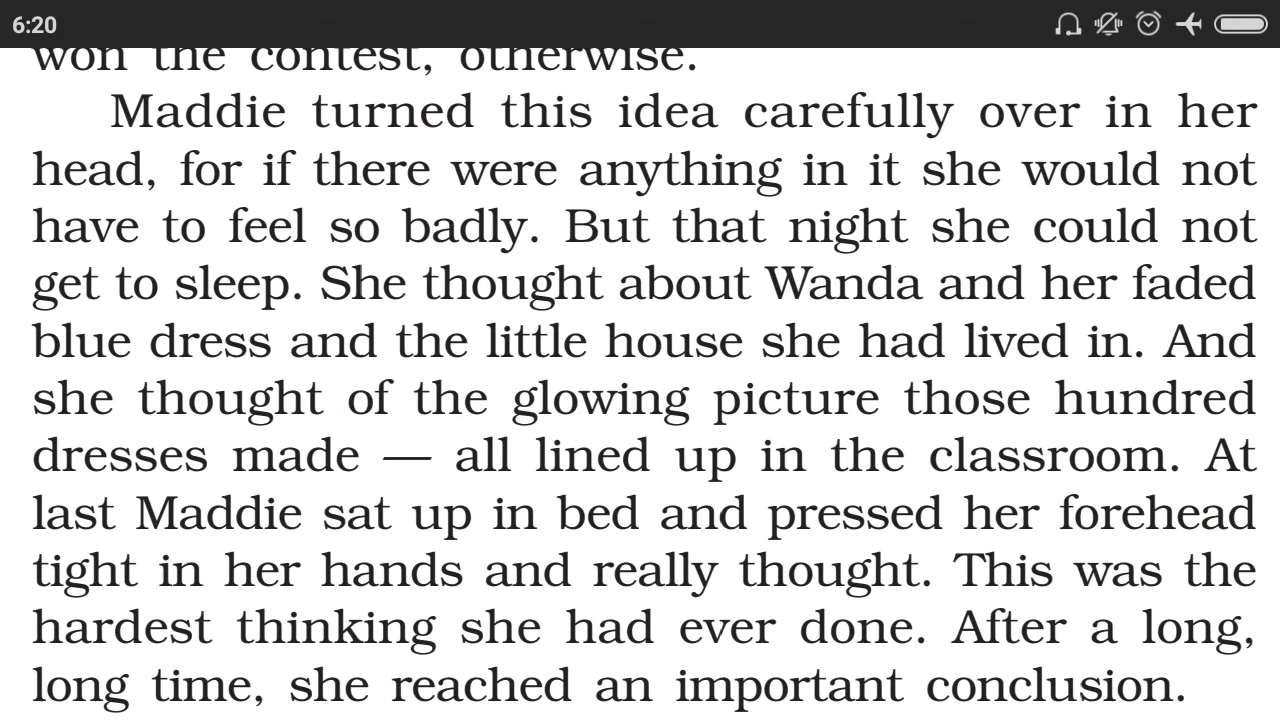 6:20
won the contest, otherwise.
Maddie turned this idea carefully over in her
head, for if there were anything in it she would not
have to feel so badly. But that night she could not
get to sleep. She thought about Wanda and her faded
blue dress and the little house she had lived in. And
she thought of the glowing picture those hundred
dresses made — all lined up in the classroom. At
last Maddie sat up in bed and pressed her forehead
tight in her hands and really thought. This was the
hardest thinking she had ever done. After a long,
long time, she reached an important conclusion.